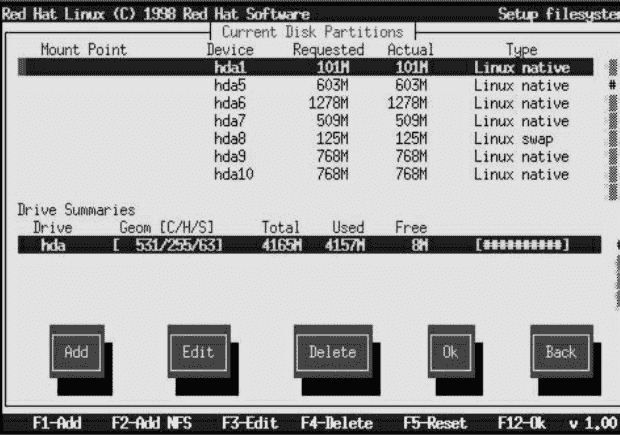 Red Hat Linux (C) 1998 Red Hat Software Setup filesystem
Current Disk Partitions
Mount Point Device Requested Actual Type
hda1 101M 101M Linux native
hda5 603M 603M Linux native
hda6 1278M 1278M Linux native
hda7 509M 509M Linux native
hda8 125M 125M Linux swap
hda9 768M 768M Linux native
hda10 768M 768M Linux native
Drive Summaries
Drive Geom [C/H/S] Total Used Free
hda [ 531/255/63] 4165M 4157M 8M [##########]
Add Edit Delete Ok Back
F1-Add F2-Add NFS F3-Edit F4-Delete F5-Reset F12-Ok v 1.00